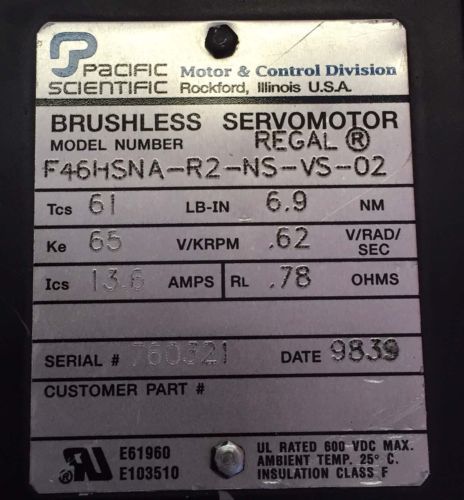 PACIFIC
SCIENTIFIC
Motor & Control Division
Rockford, Illinois U.S.A.
BRUSHLESS SERVOMOTOR
MODEL NUMBER REGAL ®
F46HSNA-R2-NS-VS-02
Tcs 61 LB-IN 6.9 NM
Ke 65 V/KRPM .62 V/RAD/
SEC
Ics 13.6 AMPS RL .78 OHMS
SERIAL # 760321 DATE 9839
CUSTOMER PART #
E61960
E103510
UL RATED 600 VDC MAX.
AMBIENT TEMP. 25° C.
INSULATION CLASS F